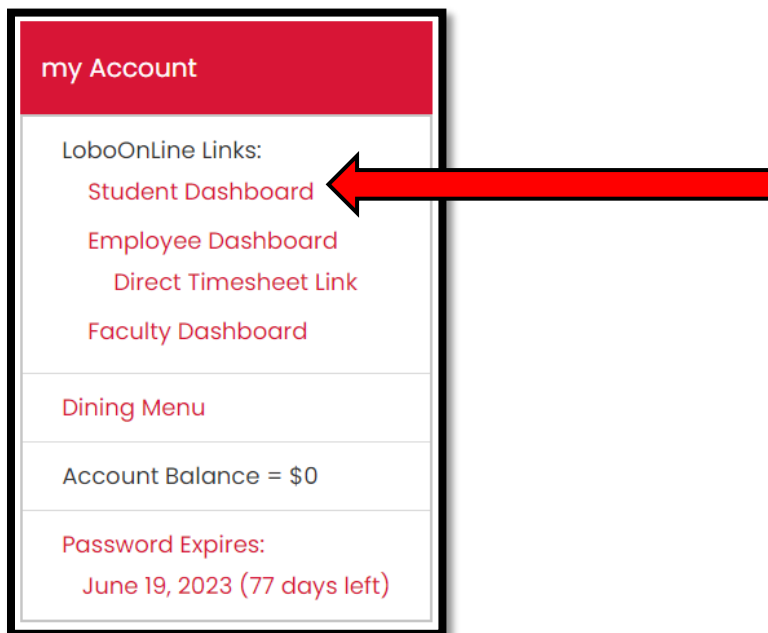 my Account
LoboOnLine Links:
Student Dashboard
Employee Dashboard
Direct Timesheet Link
Faculty Dashboard
Dining Menu
Account Balance = $0
Password Expires:
June 19, 2023 (77 days left)